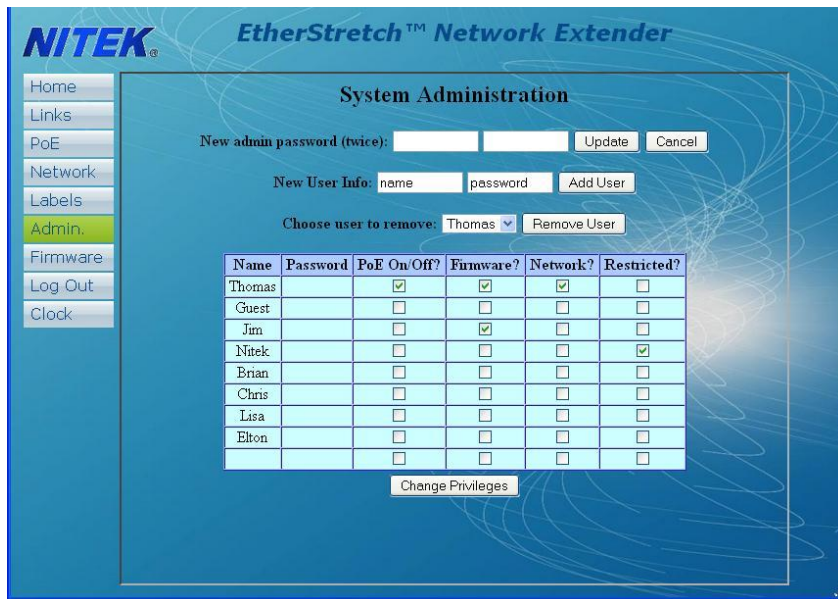 NITEK®
EtherStretch™ Network Extender
Home
Links
PoE
Network
Labels
Admin.
Firmware
Log Out
Clock
System Administration
New admin password (twice): Update Cancel
New User Info: name password Add User
Choose user to remove: Thomas Remove User
Name Password PoE On/Off? Firmware? Network? Restricted?
Thomas
Guest
Jim
Nitek
Brian
Chris
Lisa
Elton
Change Privileges